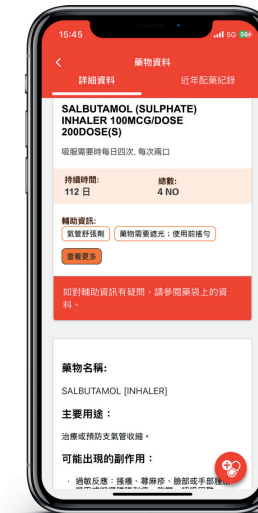 15:45
5G 56
藥物資料
詳細資料
近年配藥紀錄
SALBUTAMOL (SULPHATE)
INHALER 100MCG/DOSE
200DOSE(S)
吸服需要時每日四次, 每次兩口
持續時間:
總數:
112 日
4 NO
輔助資訊:
氣管舒張劑
藥物需要遮光；使用前搖勻
查看更多
如對輔助資訊有疑問，請參閱藥袋上的資
料。
藥物名稱:
SALBUTAMOL [INHALER]
主要用途：
治療或預防支氣管收縮。
可能出現的副作用：
· 過敏反應：搔癢、蕁麻疹、臉部或手部腫